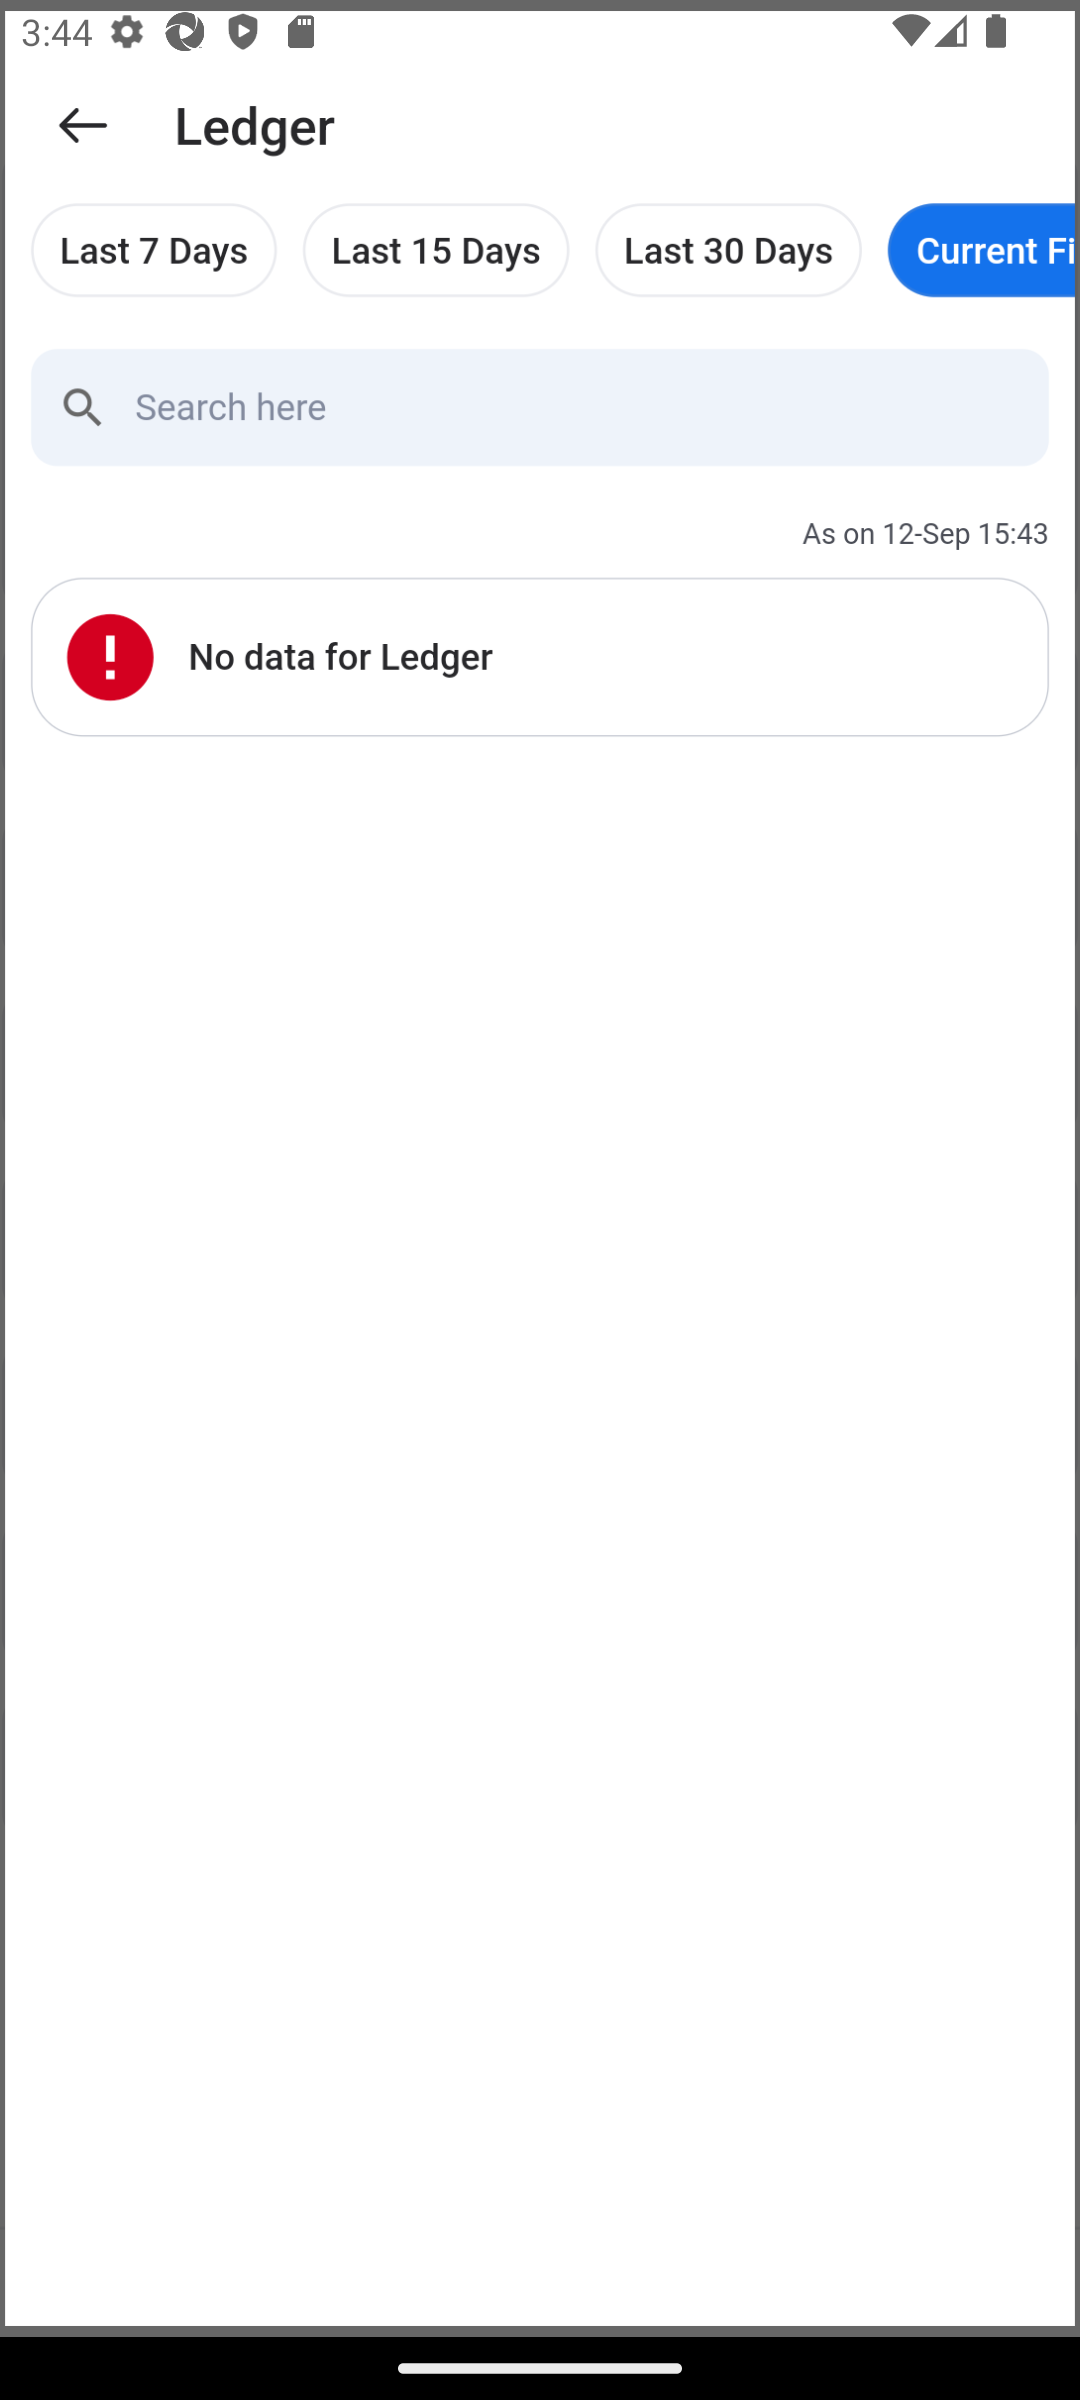 3:44
Ledger
Last 7 Days
Last 15 Days
Last 30 Days
Current Fi
Search here
As on 12-Sep 15:43
No data for Ledger